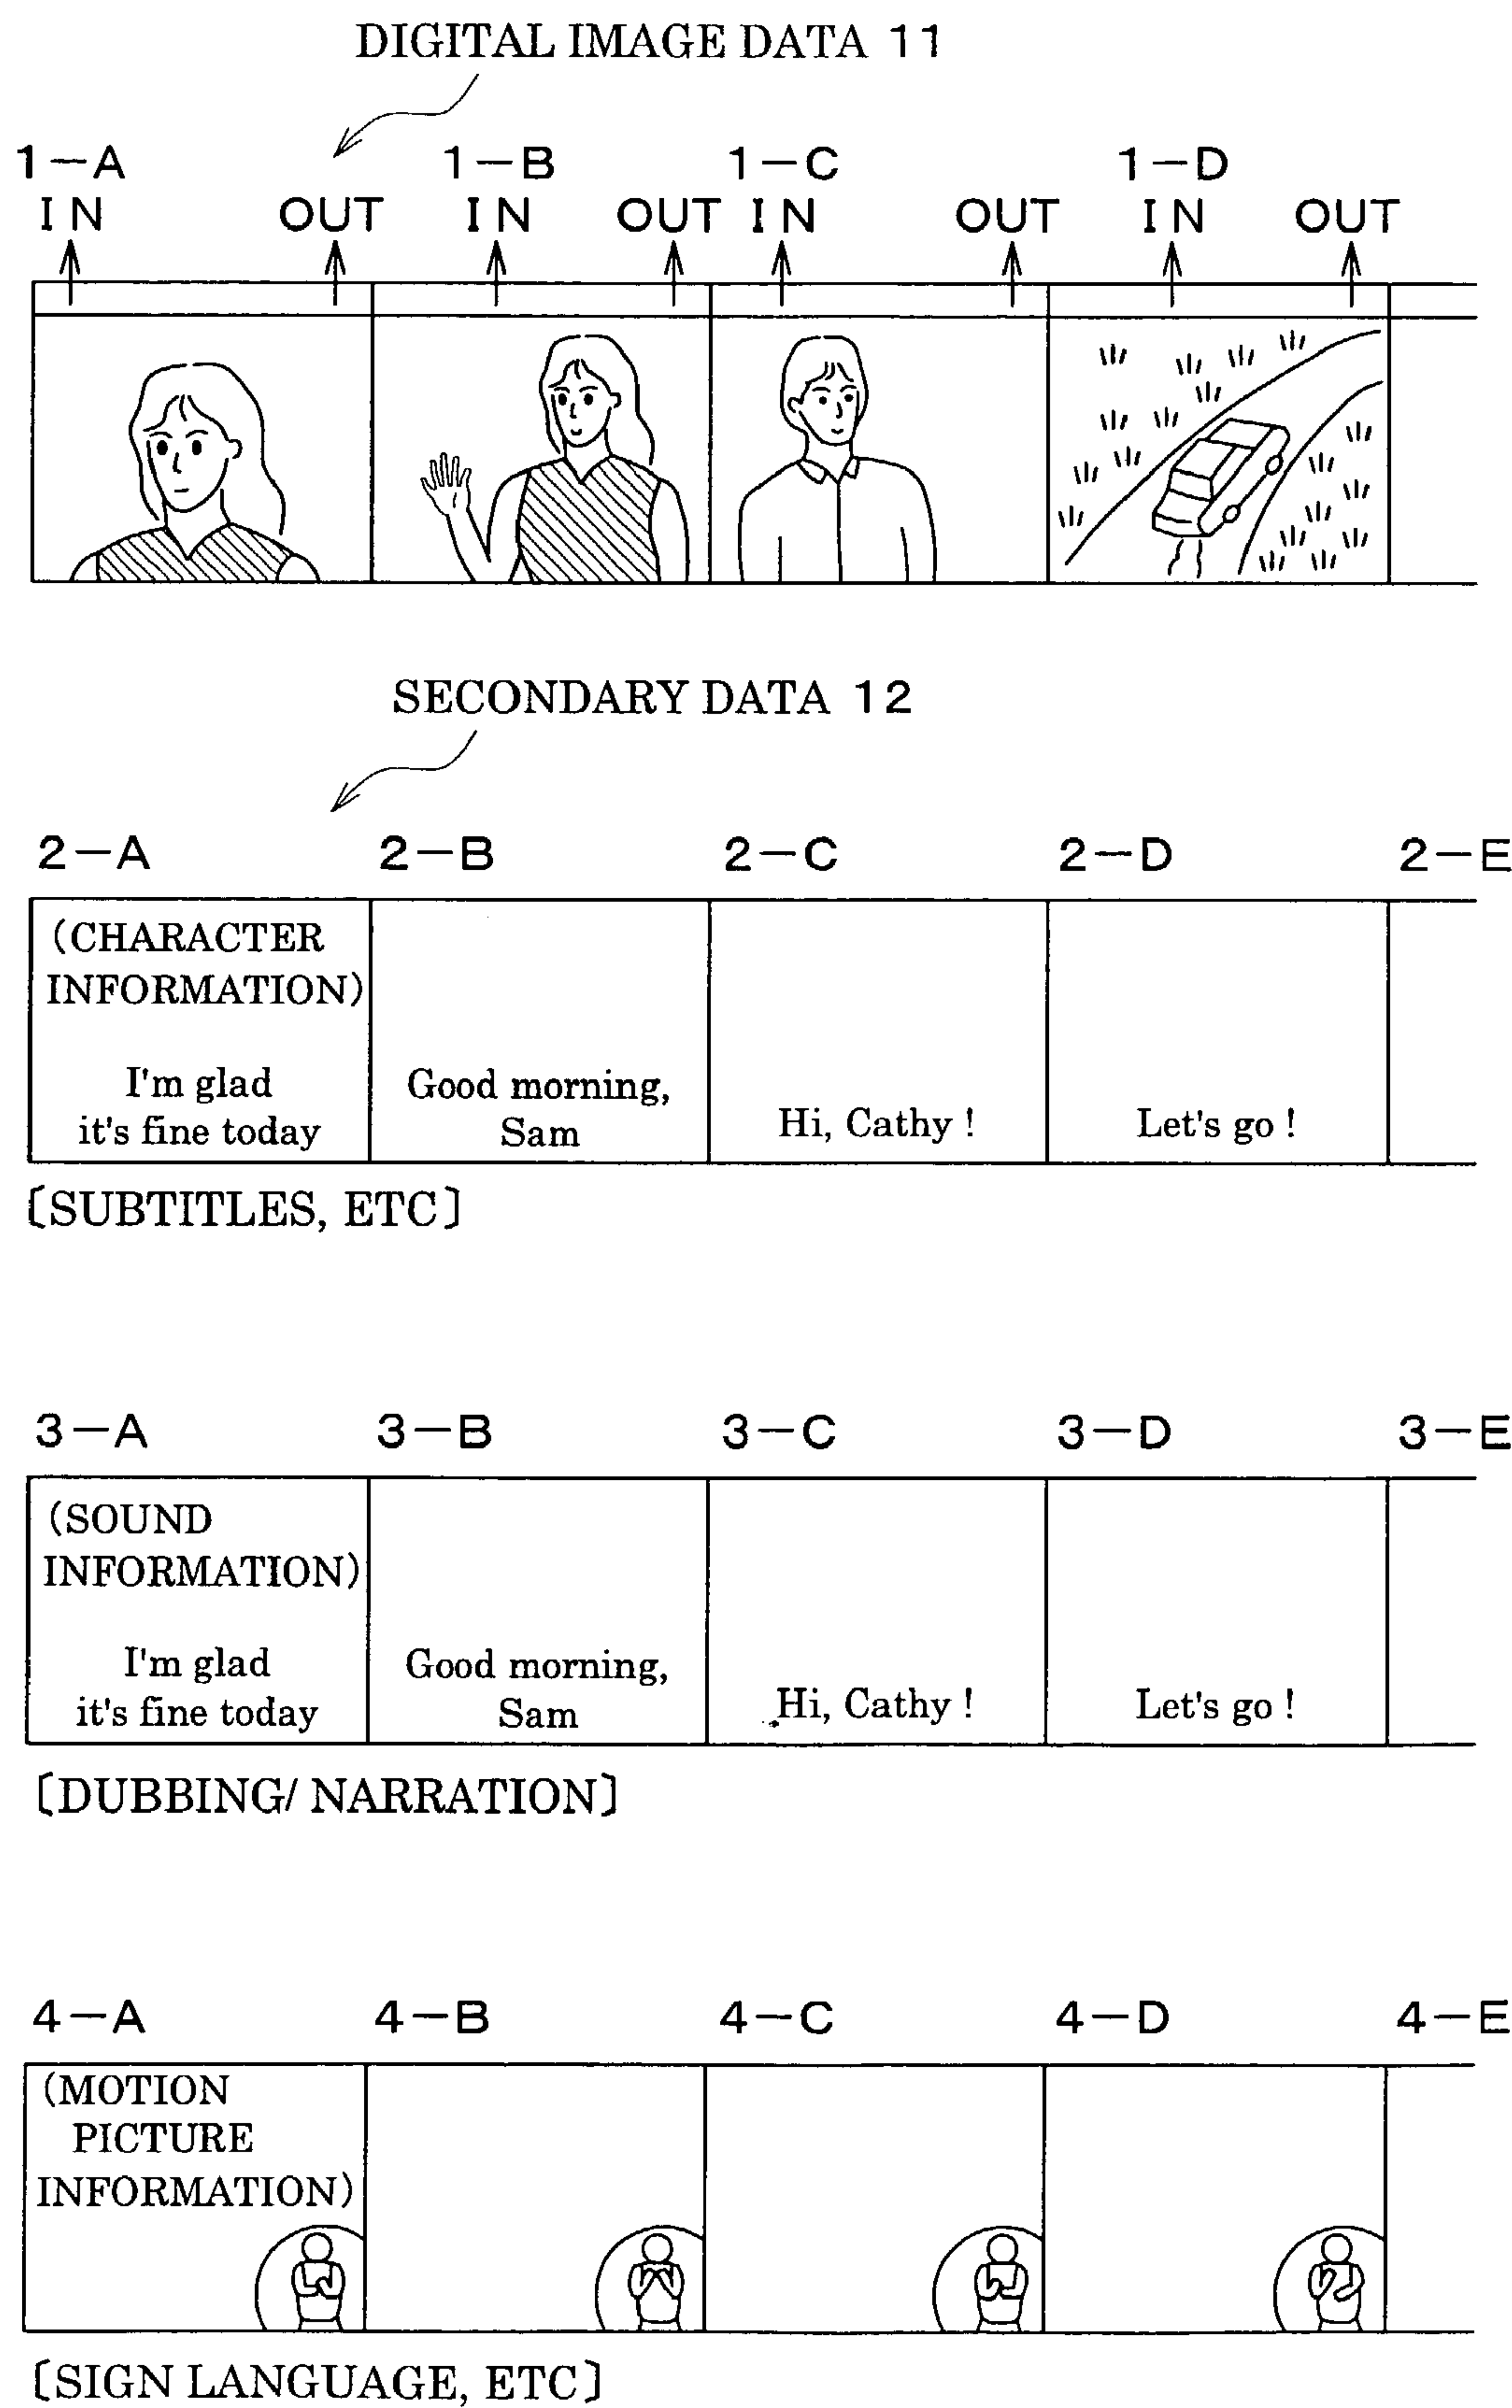 DIGITAL IMAGE DATA 11
1-A 1-B 1-C 1-D
IN OUT IN OUT IN OUT IN OUT
SECONDARY DATA 12
2-A 2-B 2-C 2-D 2-E
(CHARACTER
INFORMATION)
I'm glad
it's fine today
Good morning,
Sam
Hi, Cathy !
Let's go !
[SUBTITLES, ETC]
3-A 3-B 3-C 3-D 3-E
(SOUND
INFORMATION)
I'm glad
it's fine today
Good morning,
Sam
Hi, Cathy !
Let's go !
[DUBBING/ NARRATION]
4-A 4-B 4-C 4-D 4-E
(MOTION
PICTURE
INFORMATION)
[SIGN LANGUAGE, ETC]